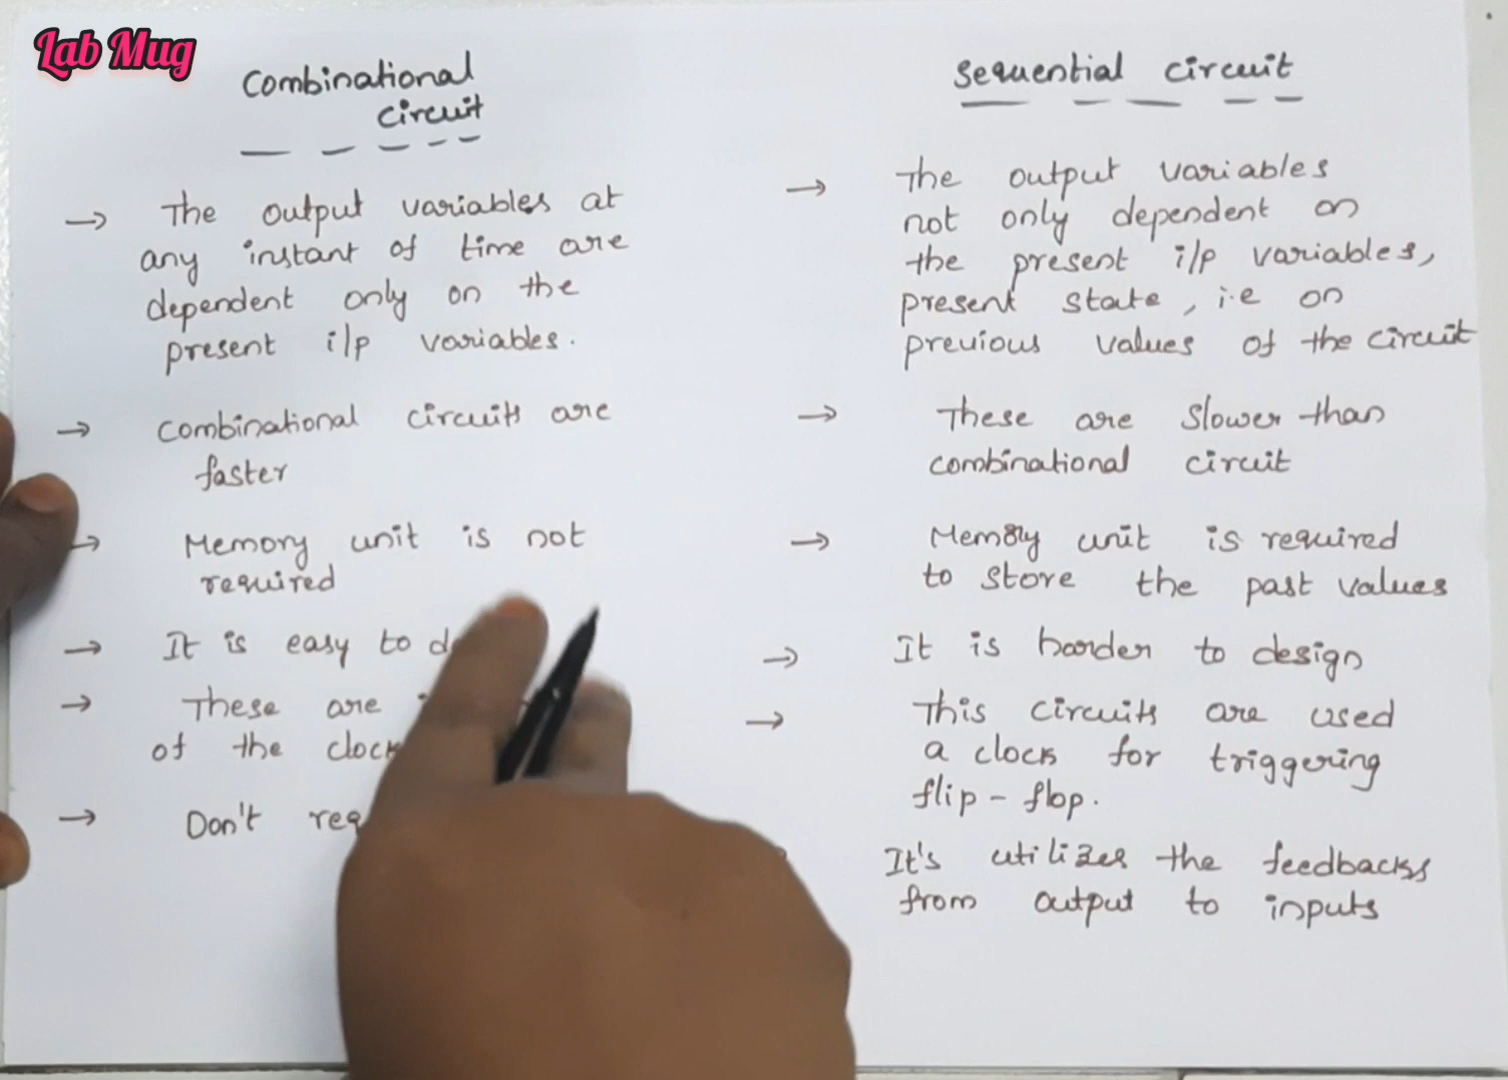 Lab Mug
Combinational
circuit
→ The output variables at
any instant of time are
dependent only on the
present i/p variables.
→ Combinational circuits are
faster
→ Memory unit is not
required
→ It is easy to
→ These are
of the
→ Don't
Sequential circuit
→ The output variables
not only dependent on
the present i/p variables,
present state, i.e on
previous values of the circuit
→ These are slower than
combinational circuit
→ Memory unit is required
to store the past values
→ It is harder to design
→ This circuits are used
a clock for triggering
flip-flop.
It's utilizes the feedbacks
from output to inputs